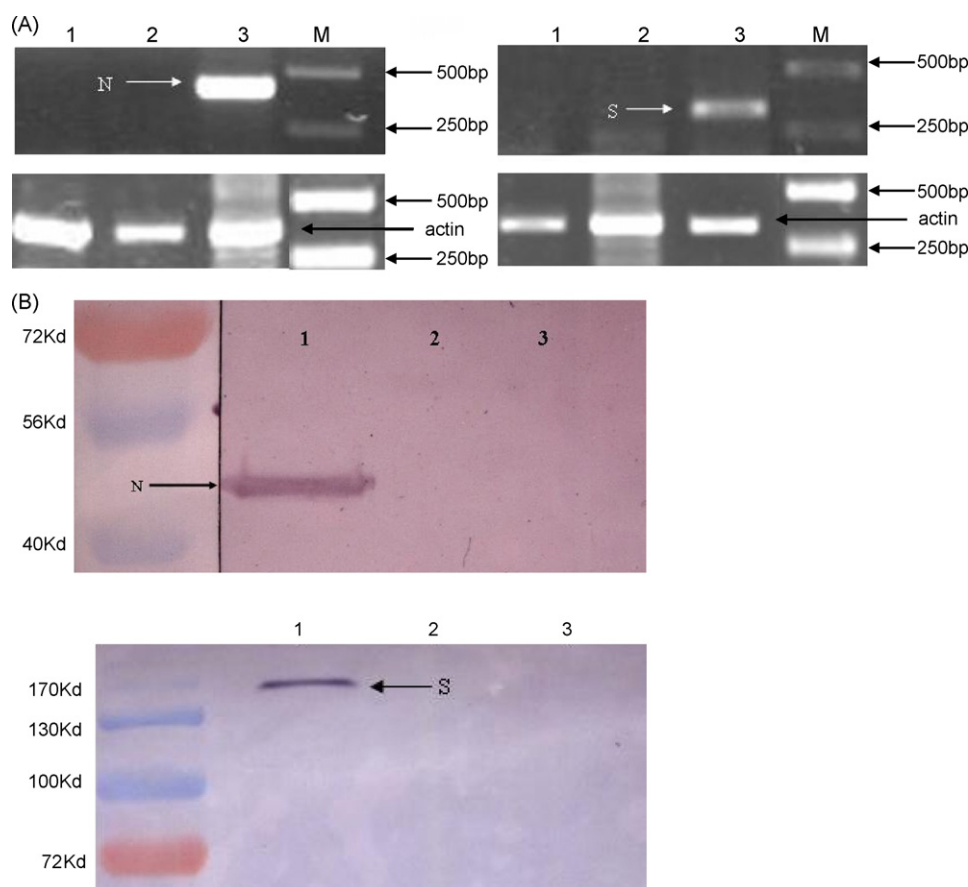 (A)
1 2 3 M
N
500bp
250bp
1 2 3 M
S
500bp
250bp
500bp
actin
250bp
500bp
actin
250bp
(B)
72Kd
1 2 3
56Kd
N
40Kd
1 2 3
170Kd
S
130Kd
100Kd
72Kd